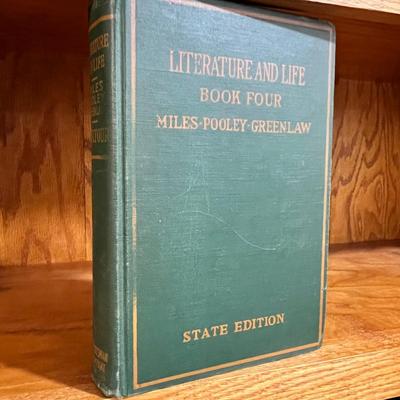 LITERATURE AND LIFE
BOOK FOUR
MILES·POOLEY·GREENLAW
STATE EDITION